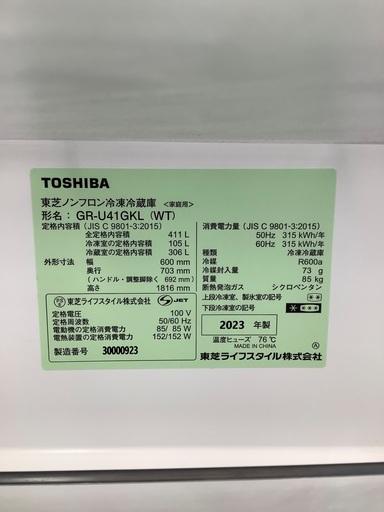 TOSHIBA
東芝ノンフロン冷凍冷蔵庫 <家庭用>
形名： GR-U41GKL (WT)
定格内容積 (JIS C 9801-3:2015)
全定格内容積 411 L
冷凍室の定格内容積 105 L
冷蔵室の定格内容積 306 L
外形寸法 幅 600 mm
奥行 703 mm
(ハンドル・調整脚除く 692 mm)
高さ 1816 mm
東芝ライフスタイル株式会社 S-JET
定格電圧 100 V
定格周波数 50/60 Hz
電動機の定格消費電力 85/ 85 W
電熱装置の定格消費電力 152/152 W
製造番号 30000923
消費電力量 (JIS C 9801-3:2015)
50Hz 315 kWh/年
60Hz 315 kWh/年
種類 冷凍冷蔵庫
冷媒 R600a
冷媒封入量 73 g
質量 85 kg
断熱発泡ガス シクロペンタン
上段冷凍室、製氷室の記号
下段冷凍室の記号
2023 年製
温度ヒューズ 76℃
MADE IN CHINA
東芝ライフスタイル株式会社 Ⓐ